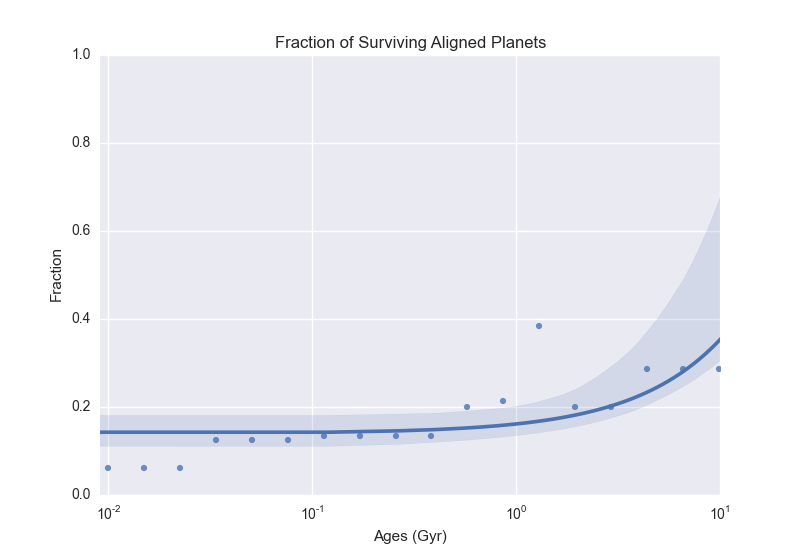 Fraction of Surviving Aligned Planets
1.0
0.8
0.6
0.4
0.2
0.0
Fraction
10⁻² 10⁻¹ 10⁰ 10¹
Ages (Gyr)